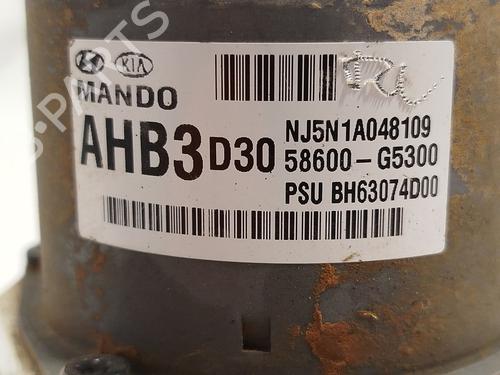 KIA
MANDO
AHB3 D30
NJ5N1A048109
58600-G5300
PSU BH63074D00